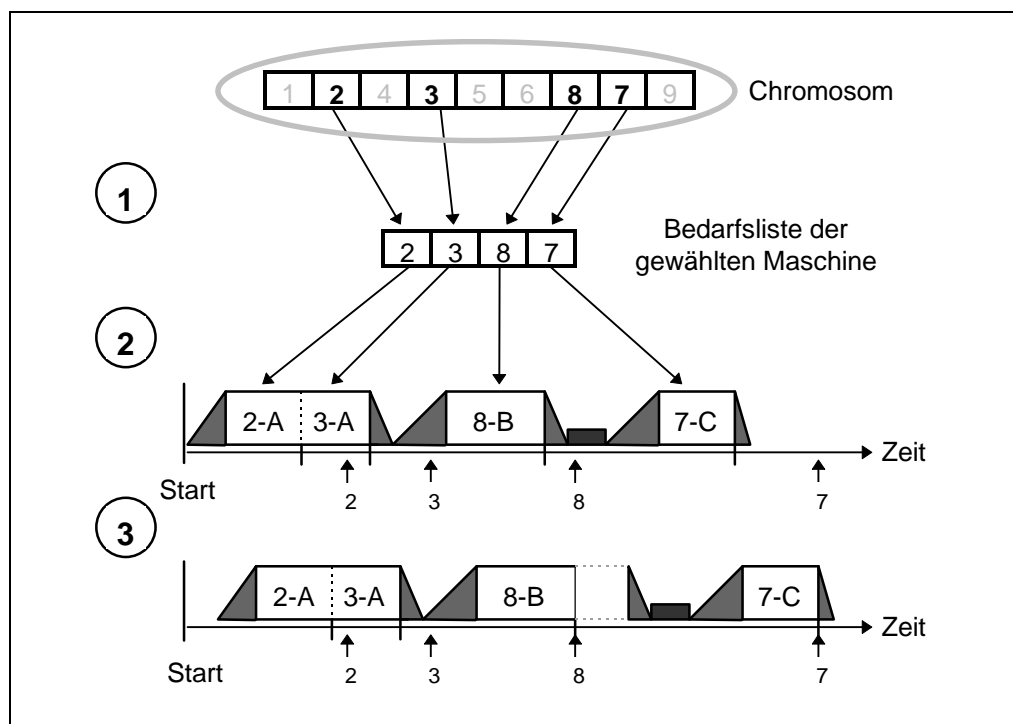 1 2 4 3 5 6 8 7 9
Chromosom
1
2 3 8 7
Bedarfsliste der
gewählten Maschine
2
2-A 3-A 8-B 7-C
Zeit
Start
2 3 8 7
3
2-A 3-A 8-B 7-C
Zeit
Start
2 3 8 7